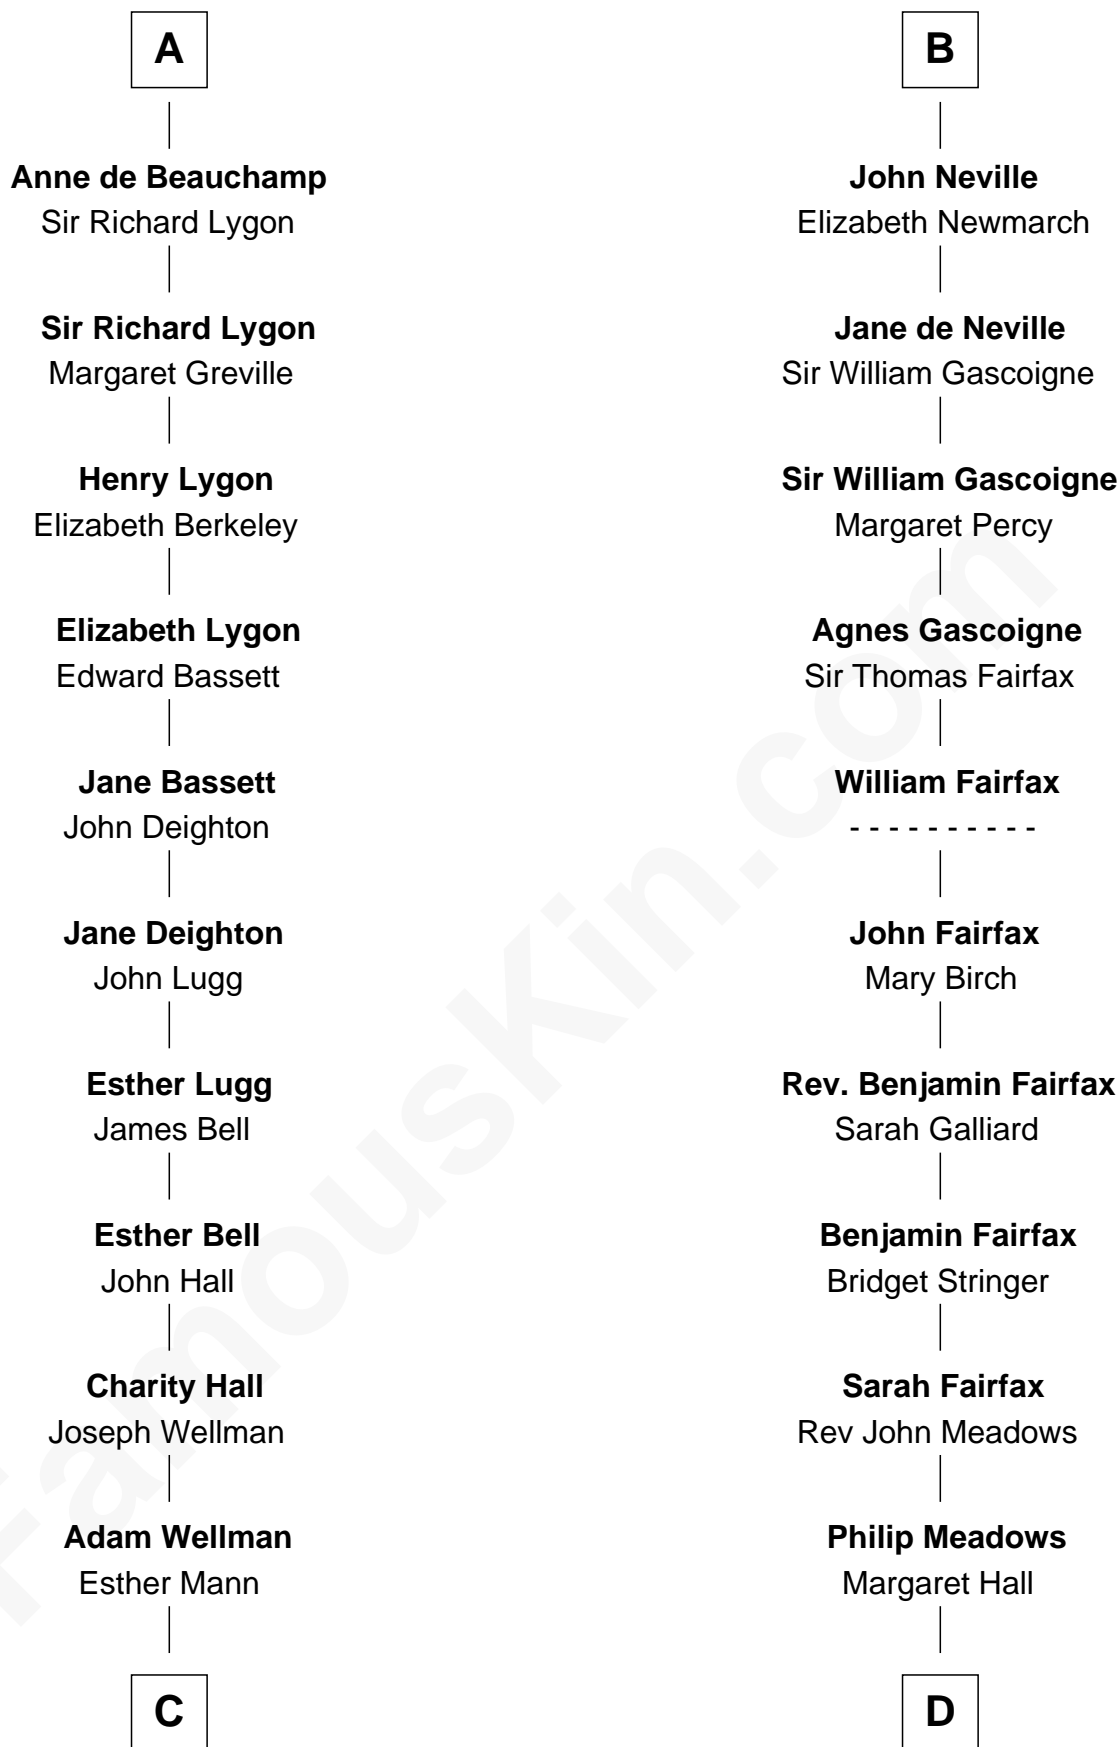 A
Anne de Beauchamp
Sir Richard Lygon
Sir Richard Lygon
Margaret Greville
Henry Lygon
Elizabeth Berkeley
Elizabeth Lygon
Edward Bassett
Jane Bassett
John Deighton
Jane Deighton
John Lugg
Esther Lugg
James Bell
Esther Bell
John Hall
Charity Hall
Joseph Wellman
Adam Wellman
Esther Mann
C
B
John Neville
Elizabeth Newmarch
Jane de Neville
Sir William Gascoigne
Sir William Gascoigne
Margaret Percy
Agnes Gascoigne
Sir Thomas Fairfax
William Fairfax
- - - - - - - - - -
John Fairfax
Mary Birch
Rev. Benjamin Fairfax
Sarah Galliard
Benjamin Fairfax
Bridget Stringer
Sarah Fairfax
Rev John Meadows
Philip Meadows
Margaret Hall
D
FamousKin.com